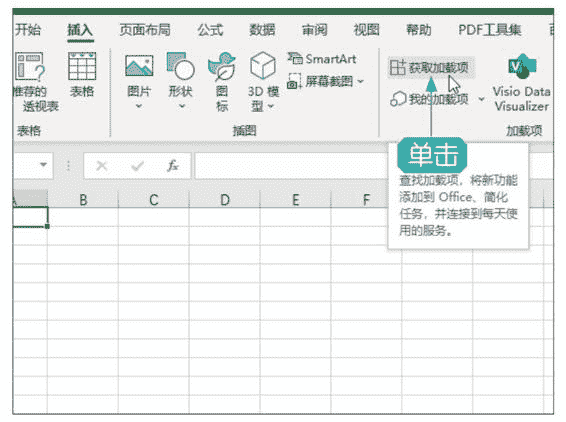 开始 插入 页面布局 公式 数据 审阅 视图 帮助 PDF工具集
推荐的
透视表
表格
图片
形状
图
标
3D 模
型
SmartArt
屏幕截图
获取加载项
我的加载项
Visio Data
Visualizer
表格 插图 加载项
单击
fx
查找加载项，将新功能
添加到 Office、简化
任务，并连接到每天使
用的服务。
A B C D E F